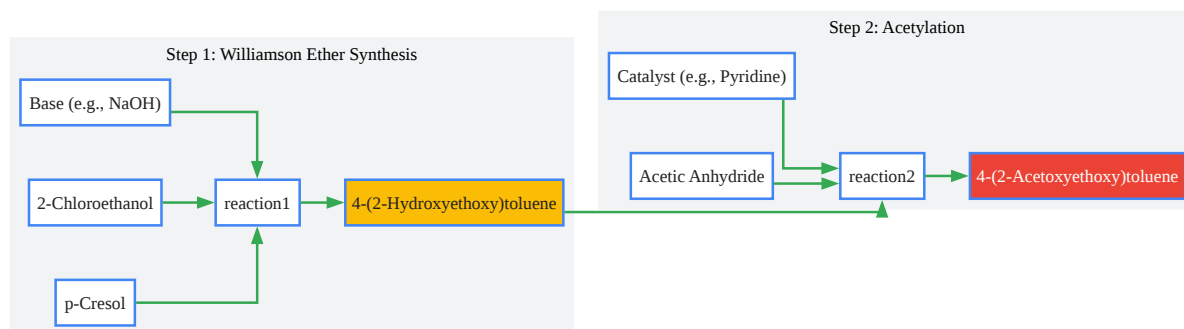 Step 1: Williamson Ether Synthesis
Base (e.g., NaOH)
2-Chloroethanol
reaction1
4-(2-Hydroxyethoxy)toluene
p-Cresol
Step 2: Acetylation
Catalyst (e.g., Pyridine)
Acetic Anhydride
reaction2
4-(2-Acetoxyethoxy)toluene